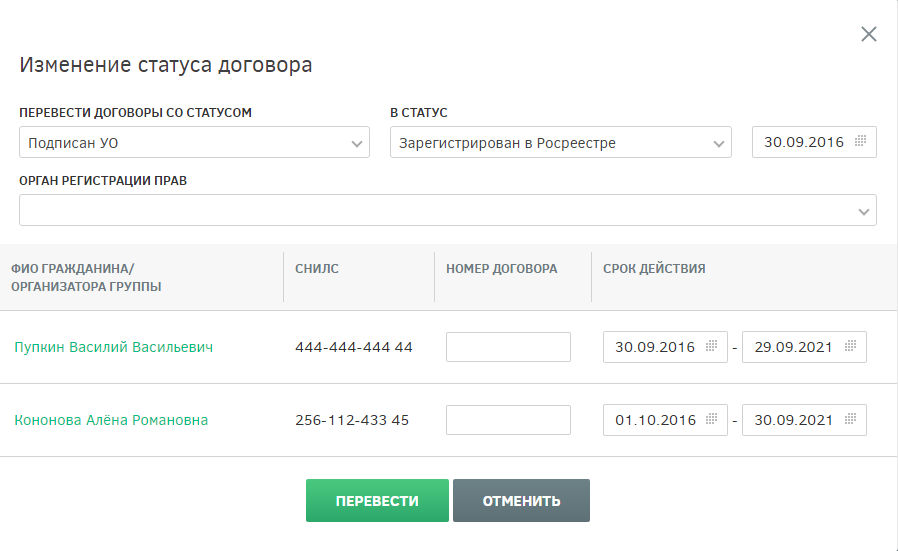 Изменение статуса договора
ПЕРЕВЕСТИ ДОГОВОРЫ СО СТАТУСОМ
В СТАТУС
Подписан УО
Зарегистрирован в Росреестре
30.09.2016
ОРГАН РЕГИСТРАЦИИ ПРАВ
ФИО ГРАЖДАНИНА/
ОРГАНИЗАТОРА ГРУППЫ
СНИЛС
НОМЕР ДОГОВОРА
СРОК ДЕЙСТВИЯ
Пупкин Василий Васильевич
444-444-444 44
30.09.2016 - 29.09.2021
Кононова Алёна Романовна
256-112-433 45
01.10.2016 - 30.09.2021
ПЕРЕВЕСТИ
ОТМЕНИТЬ